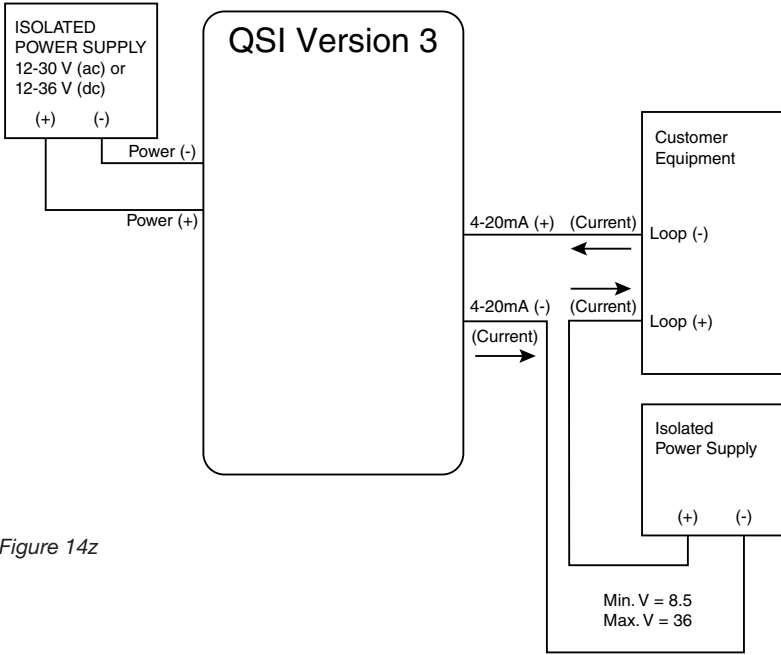 ISOLATED
POWER SUPPLY
12-30 V (ac) or
12-36 V (dc)
(+) (-)
QSI Version 3
Power (-)
Power (+)
Customer
Equipment
4-20mA (+) (Current)
Loop (-)
4-20mA (-) (Current)
Loop (+)
(Current)
Isolated
Power Supply
(+) (-)
Figure 14z
Min. V = 8.5
Max. V = 36